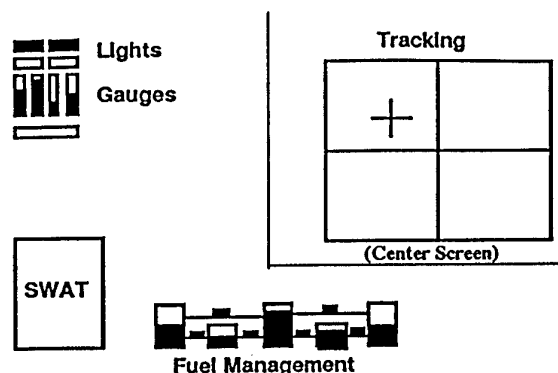 Lights
Gauges
Tracking
(Center Screen)
SWAT
Fuel Management